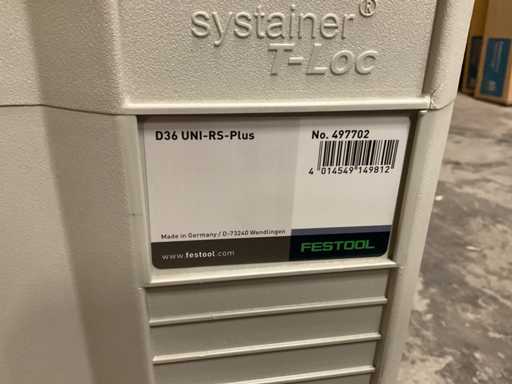 systainer®
T-Loc
D36 UNI-RS-Plus
No. 497702
4 014549 149812
Made in Germany / D-73240 Wendlingen
www.festool.com
FESTOOL